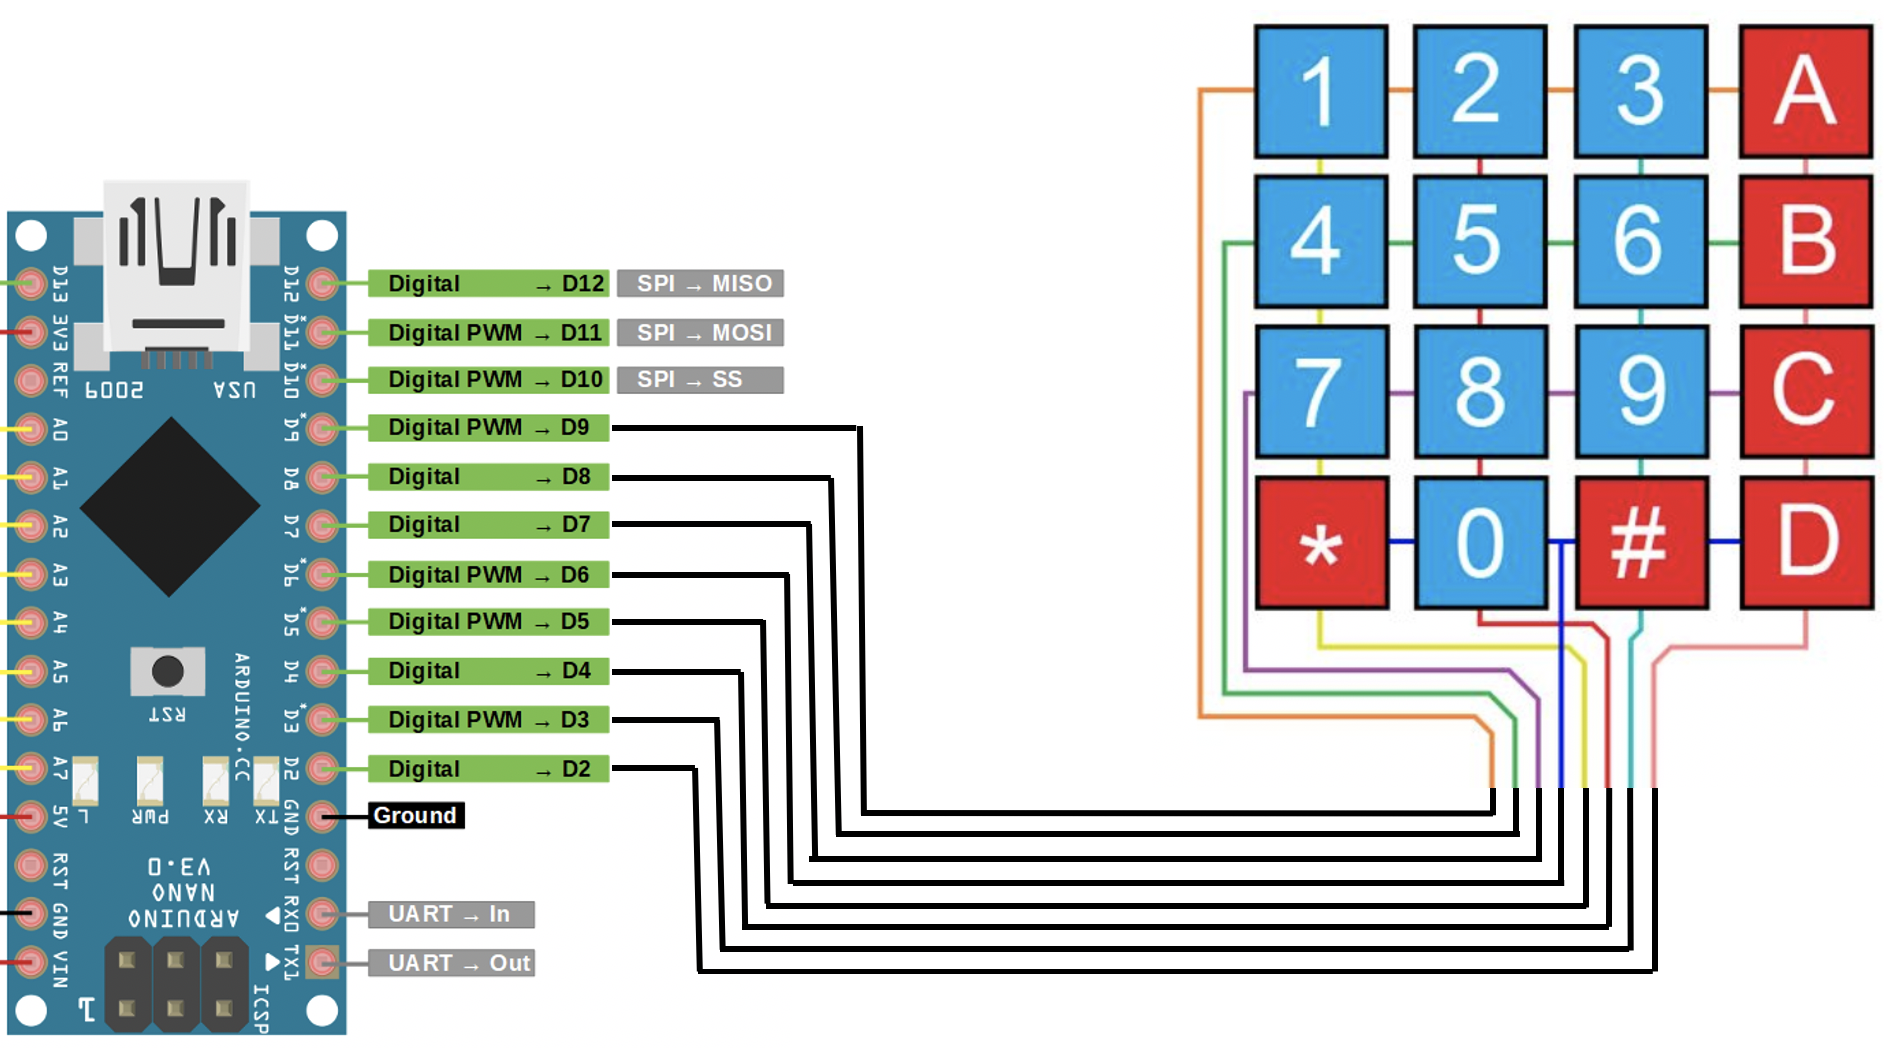 1 2 3 A
4 5 6 B
7 8 9 C
* 0 # D
D13
3V3
REF
A0
A1
A2
A3
A4
A5
A6
A7
5V
RST
GND
VIN
D12
D11*
D10*
D9*
D8
D7
D6*
D5*
D4
D3*
D2
GND
RST
RX0
TX1
2009
USA
RST
ARDUINO.CC
L
PWR
RX
TX
V3.0
NANO
ARDUINO
1
ICSP
Digital → D12 SPI → MISO
Digital PWM → D11 SPI → MOSI
Digital PWM → D10 SPI → SS
Digital PWM → D9
Digital → D8
Digital → D7
Digital PWM → D6
Digital PWM → D5
Digital → D4
Digital PWM → D3
Digital → D2
Ground
UART → In
UART → Out